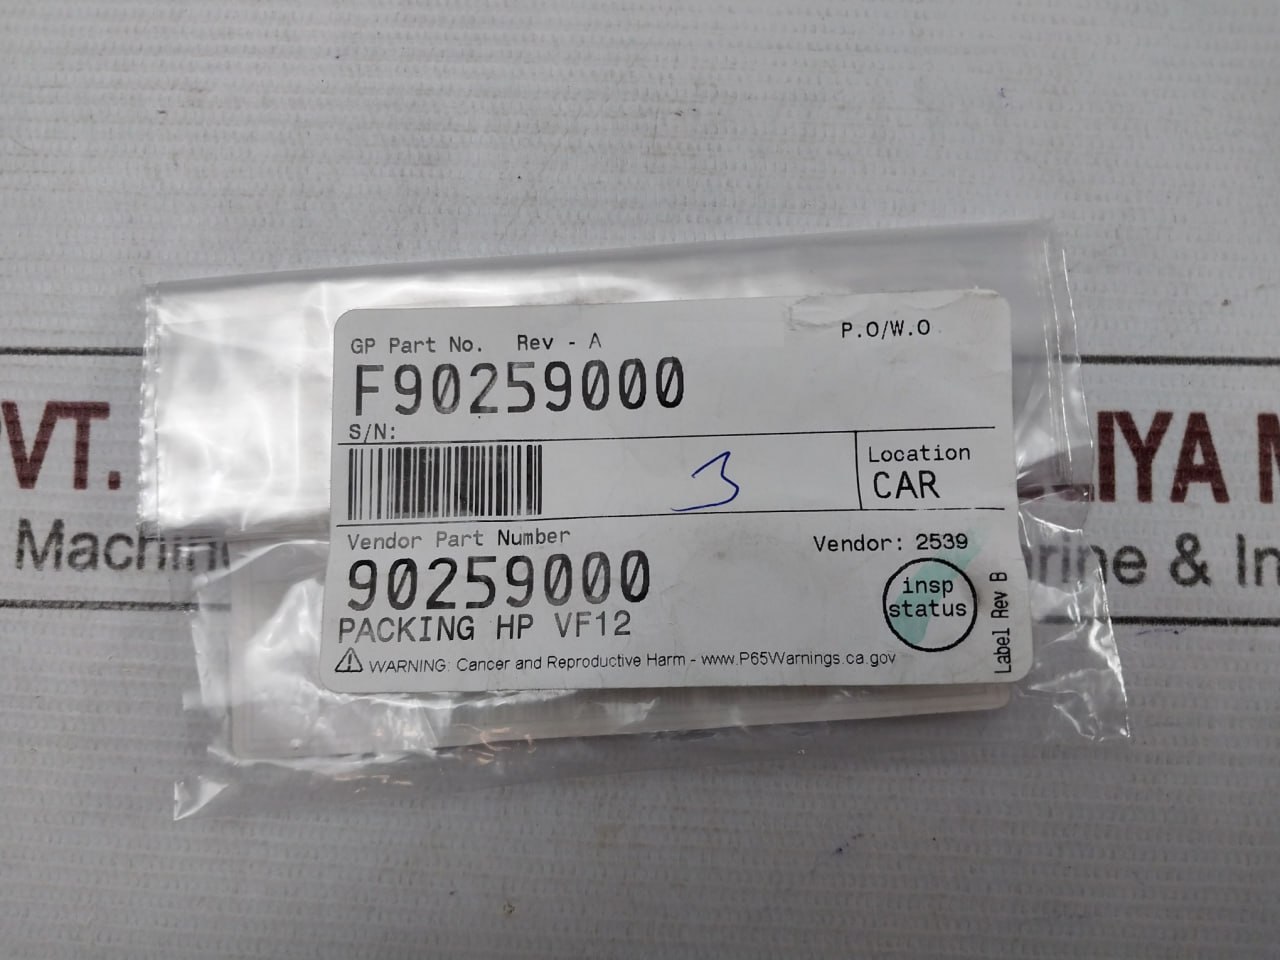 GP Part No. Rev - A
P.O/W.O
F90259000
S/N:
3
Location
CAR
Vendor Part Number
Vendor: 2539
90259000
insp
status
PACKING HP VF12
WARNING: Cancer and Reproductive Harm - www.P65Warnings.ca.gov
Label Rev B
VT.
IYA M
Machin
rine & In